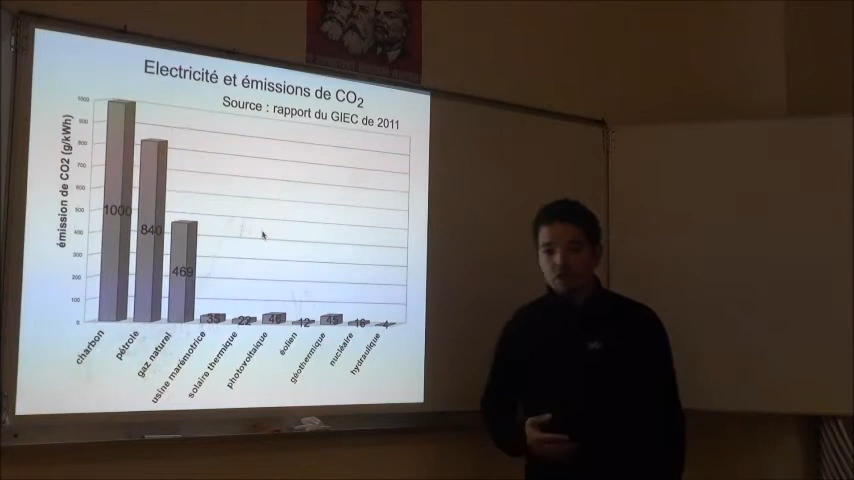 Electricité et émissions de CO2
Source : rapport du GIEC de 2011
émission de CO2 (g/kWh)
1000
900
800
700
600
500
400
300
200
100
0
1000
840
469
35
22
46
12
45
16
4
charbon
pétrole
gaz naturel
usine marémotrice
solaire thermique
photovoltaique
éolien
géothermique
nucléaire
hydraulique